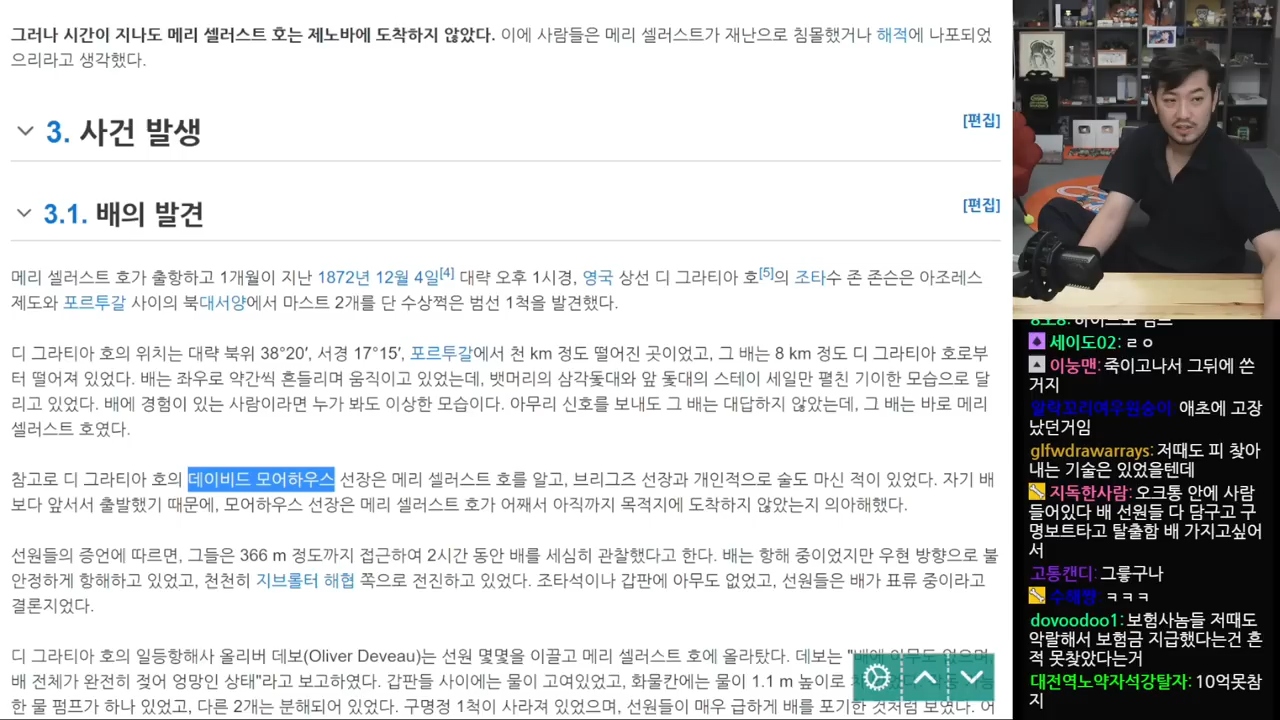 그러나 시간이 지나도 메리 셀러스트 호는 제노바에 도착하지 않았다. 이에 사람들은 메리 셀러스트가 재난으로 침몰했거나 해적에 나포되었
으리라고 생각했다.
3. 사건 발생
[편집]
3.1. 배의 발견
[편집]
메리 셀러스트 호가 출항하고 1개월이 지난 1872년 12월 4일[4] 대략 오후 1시경, 영국 상선 디 그라티아 호[5]의 조타수 존 존슨은 아조레스
제도와 포르투갈 사이의 북대서양에서 마스트 2개를 단 수상쩍은 범선 1척을 발견했다.
디 그라티아 호의 위치는 대략 북위 38°20′, 서경 17°15′, 포르투갈에서 천 km 정도 떨어진 곳이었고, 그 배는 8 km 정도 디 그라티아 호로부
터 떨어져 있었다. 배는 좌우로 약간씩 흔들리며 움직이고 있었는데, 뱃머리의 삼각돛대와 앞 돛대의 스테이 세일만 펼친 기이한 모습으로 달
리고 있었다. 배에 경험이 있는 사람이라면 누가 봐도 이상한 모습이다. 아무리 신호를 보내도 그 배는 대답하지 않았는데, 그 배는 바로 메리
셀러스트 호였다.
참고로 디 그라티아 호의 데이비드 모어하우스 선장은 메리 셀러스트 호를 알고, 브리그즈 선장과 개인적으로 술도 마신 적이 있었다. 자기 배
보다 앞서서 출발했기 때문에, 모어하우스 선장은 메리 셀러스트 호가 어째서 아직까지 목적지에 도착하지 않았는지 의아해했다.
선원들의 증언에 따르면, 그들은 366 m 정도까지 접근하여 2시간 동안 배를 세심히 관찰했다고 한다. 배는 항해 중이었지만 우현 방향으로 불
안정하게 항해하고 있었고, 천천히 지브롤터 해협 쪽으로 전진하고 있었다. 조타석이나 갑판에 아무도 없었고, 선원들은 배가 표류 중이라고
결론지었다.
디 그라티아 호의 일등항해사 올리버 데보(Oliver Deveau)는 선원 몇몇을 이끌고 메리 셀러스트 호에 올라탔다. 데보는 "배에 아무도 없으며,
배 전체가 완전히 젖어 엉망인 상태"라고 보고하였다. 갑판들 사이에는 물이 고여있었고, 화물칸에는 물이 1.1 m 높이로
한 물 펌프가 하나 있었고, 다른 2개는 분해되어 있었다. 구명정 1척이 사라져 있었으며, 선원들이 매우 급하게 배를 포기한 것처럼 보였다. 어
세이도02: ㄹㅇ
이눙맨: 죽이고나서 그뒤에 쓴
거지
애초에 고장
났던거임
glfwdrawarrays: 저때도 피 찾아
내는 기술은 있었을텐데
지독한사람: 오크통 안에 사람
들어있다 배 선원들 다 담구고 구
명보트타고 탈출함 배 가지고싶어
서
고통캔디: 그렇구나
수해짱: ㅋㅋㅋ
dovoodoo1: 보험사놈들 저때도
악랄해서 보험금 지급했다는건 흔
적 못찾았다는거
대전역노약자석강탈자: 10억못참
지